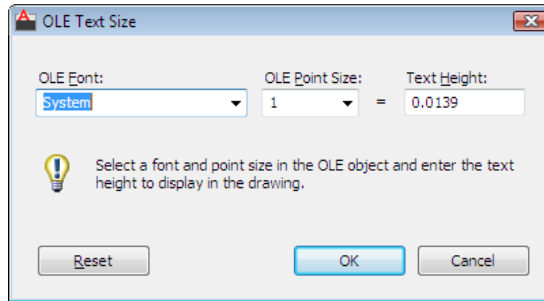 OLE Text Size
OLE Font:
OLE Point Size:
Text Height:
System
1
=
0.0139
Select a font and point size in the OLE object and enter the text
height to display in the drawing.
Reset
OK
Cancel